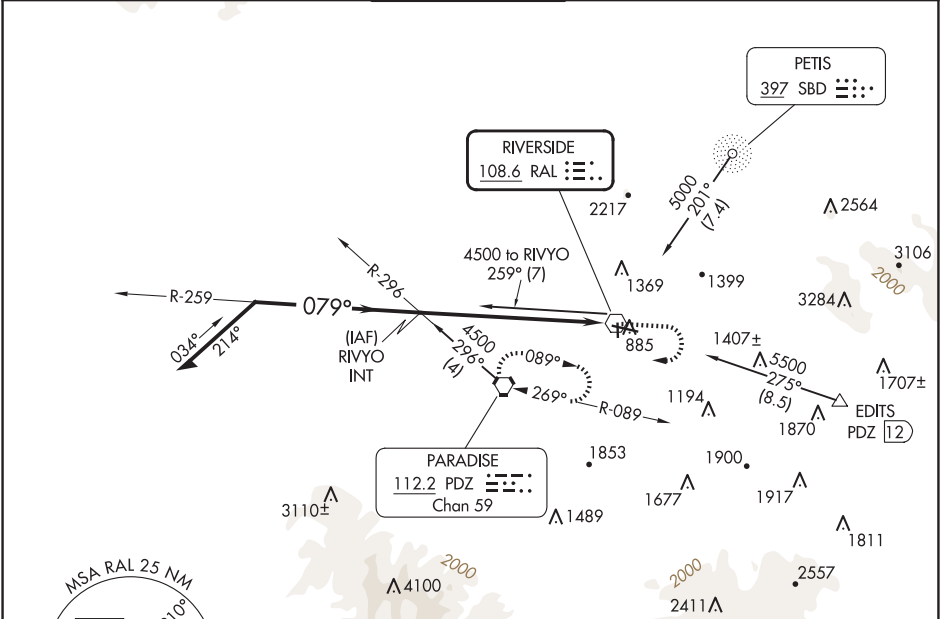 PETIS
397 SBD
RIVERSIDE
108.6 RAL
5000
201°
(7.4)
2217
2564
3106
2000
4500 to RIVYO
259° (7)
R-296
R-259
1369
1399
3284
079°
034°
214°
(IAF)
RIVYO
INT
885
4500
296°
(4)
089°
269°
R-089
1407±
5500
275°
(8.5)
1707±
EDITS
PDZ 12
1194
1870
PARADISE
112.2 PDZ
Chan 59
1853
1900
1677
1917
3110±
1489
1811
MSA RAL 25 NM
2000
4100
2000
2557
2411